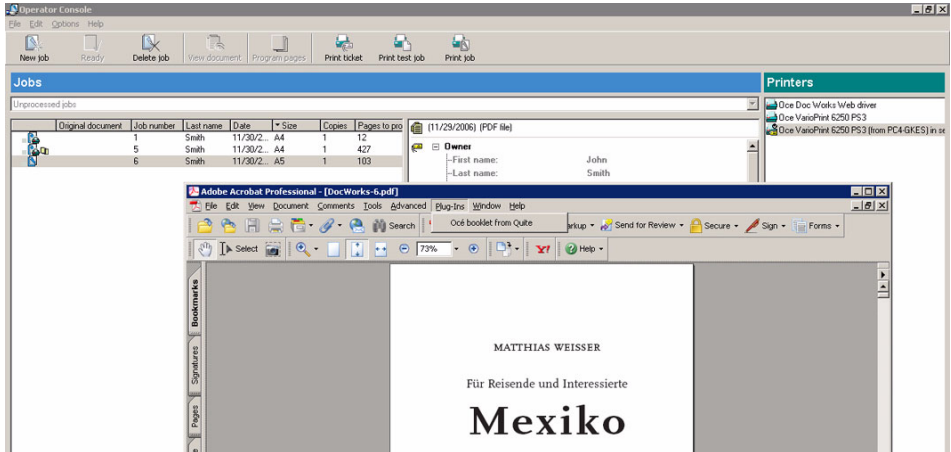 Operator Console
File Edit Options Help
New job Ready Delete job View document Program pages Print ticket Print test job Print job
Jobs
Printers
Unprocessed jobs
Oce Doc Works Web driver
Oce VarioPrint 6250 PS3
Oce VarioPrint 6250 PS3 (from PC4-GKES) in se
Original document Job number Last name Date Size Copies Pages to pro
1 Smith 11/30/2... A4 1 12
5 Smith 11/30/2... A4 1 427
6 Smith 11/30/2... A5 1 103
(11/29/2006) (PDF file)
Owner
First name: John
Last name: Smith
Adobe Acrobat Professional - [DocWorks-6.pdf]
File Edit View Document Comments Tools Advanced Plug-Ins Window Help
Search Océ booklet from Quite arkup Send for Review Secure Sign Forms
Select 73% Y! Help
Bookmarks
Signatures
Pages
MATTHIAS WEISSER
Für Reisende und Interessierte
Mexiko